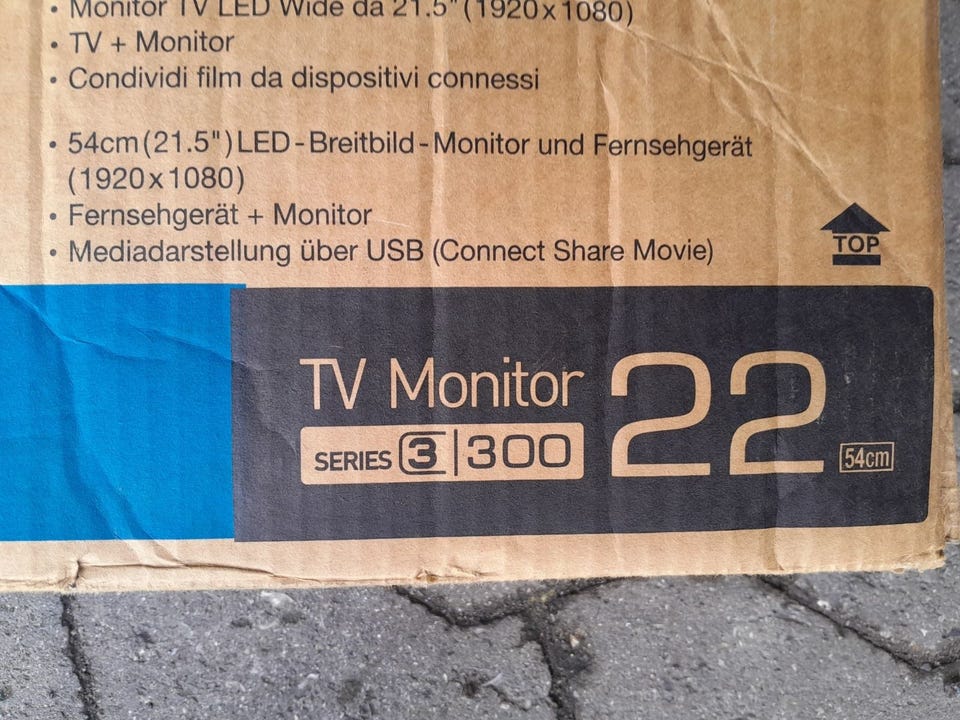 • Monitor TV LED Wide da 21.5" (1920x1080)
• TV + Monitor
• Condividi film da dispositivi connessi
• 54cm(21.5")LED-Breitbild-Monitor und Fernsehgerät
(1920x1080)
• Fernsehgerät + Monitor
• Mediadarstellung über USB (Connect Share Movie)
TOP
TV Monitor 22
SERIES 3|300 54cm